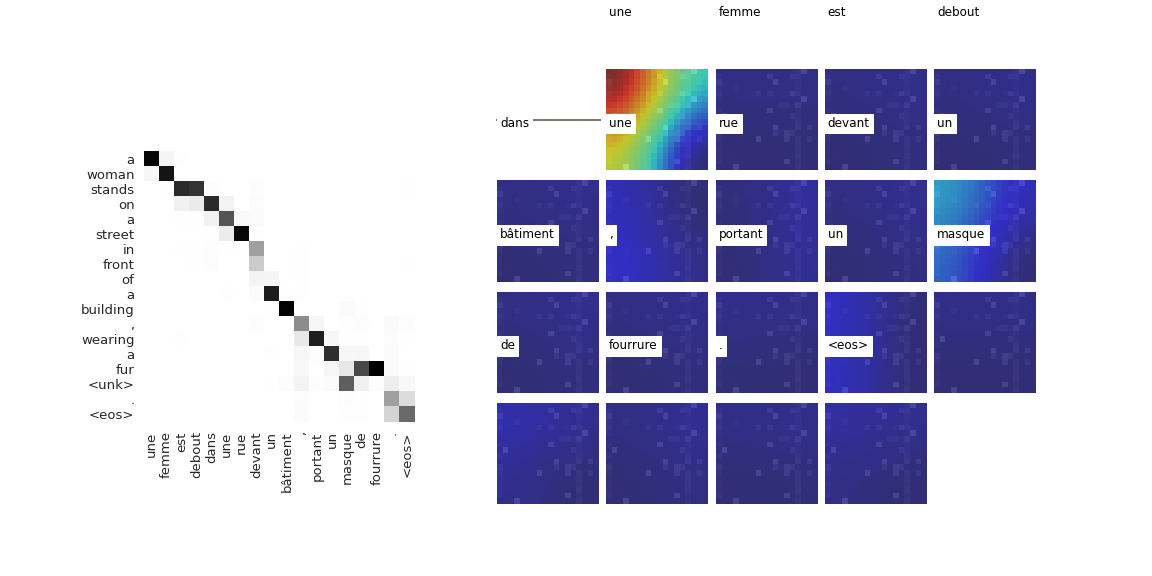 a
woman
stands
on
a
street
in
front
of
a
building
,
wearing
a
fur
<unk>
.
<eos>
une
femme
est
debout
dans
une
rue
devant
un
bâtiment
,
portant
un
masque
de
fourrure
.
<eos>
une femme est debout
dans une rue devant un
bâtiment , portant un masque
de fourrure . <eos>